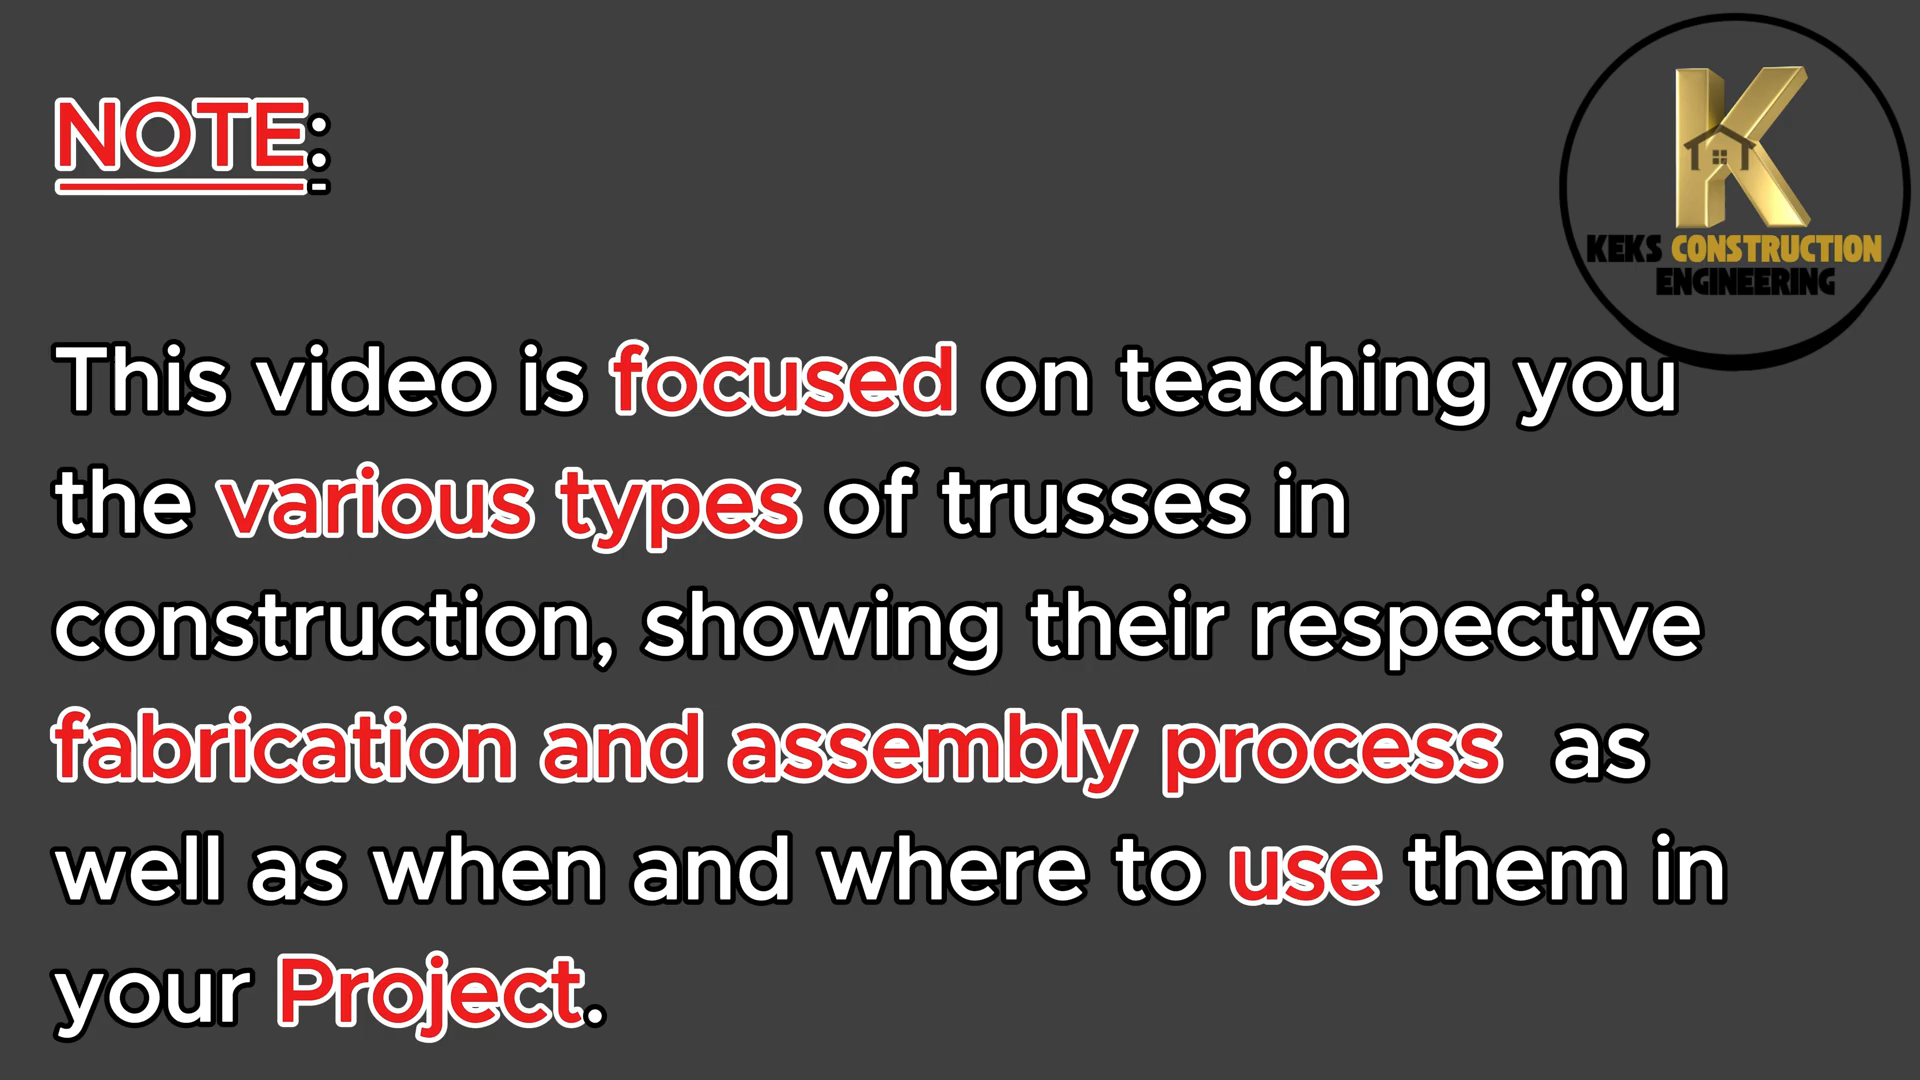 NOTE:
KEKS CONSTRUCTION
ENGINEERING
This video is focused on teaching you
the various types of trusses in
construction, showing their respective
fabrication and assembly process as
well as when and where to use them in
your Project.